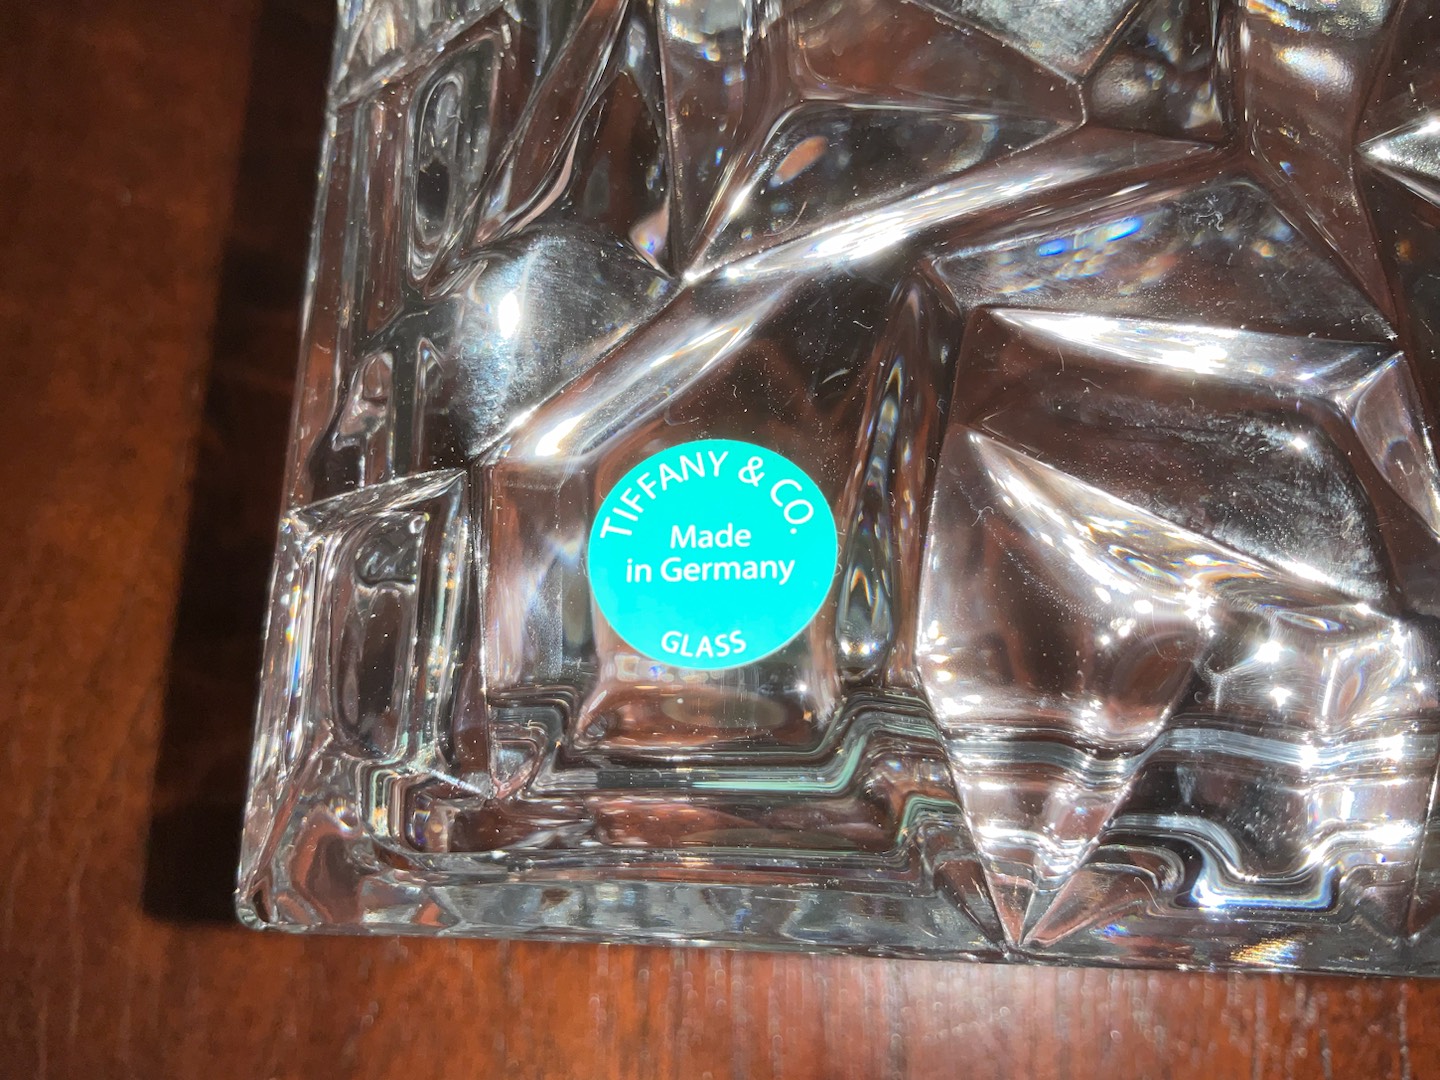 TIFFANY & CO.
Made
in Germany
GLASS